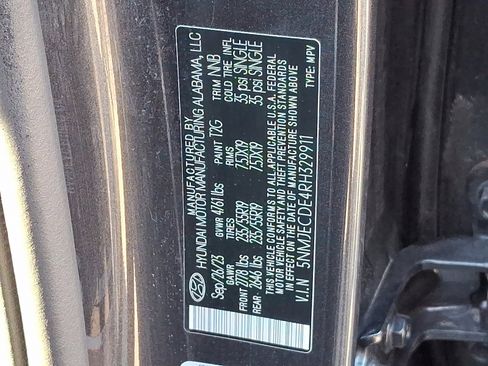 MANUFACTURED BY
HYUNDAI MOTOR MANUFACTURING ALABAMA, LLC
Sep/26/23 GVWR 4761lbs PAINT T2G TRIM NNB
GAWR TIRES RIMS COLD TIRE INFL
FRONT 2778 lbs 235/55R19 7.5JX19 35 psi SINGLE
REAR 2646 lbs 235/55R19 7.5JX19 35 psi SINGLE
THIS VEHICLE CONFORMS TO ALL APPLICABLE U.S.A. FEDERAL
MOTOR VEHICLE SAFETY AND THEFT PREVENTION STANDARDS
IN EFFECT ON THE DATE OF MANUFACTURE SHOWN ABOVE
V.I.N 5NMJECDE4RH329911 TYPE: MPV